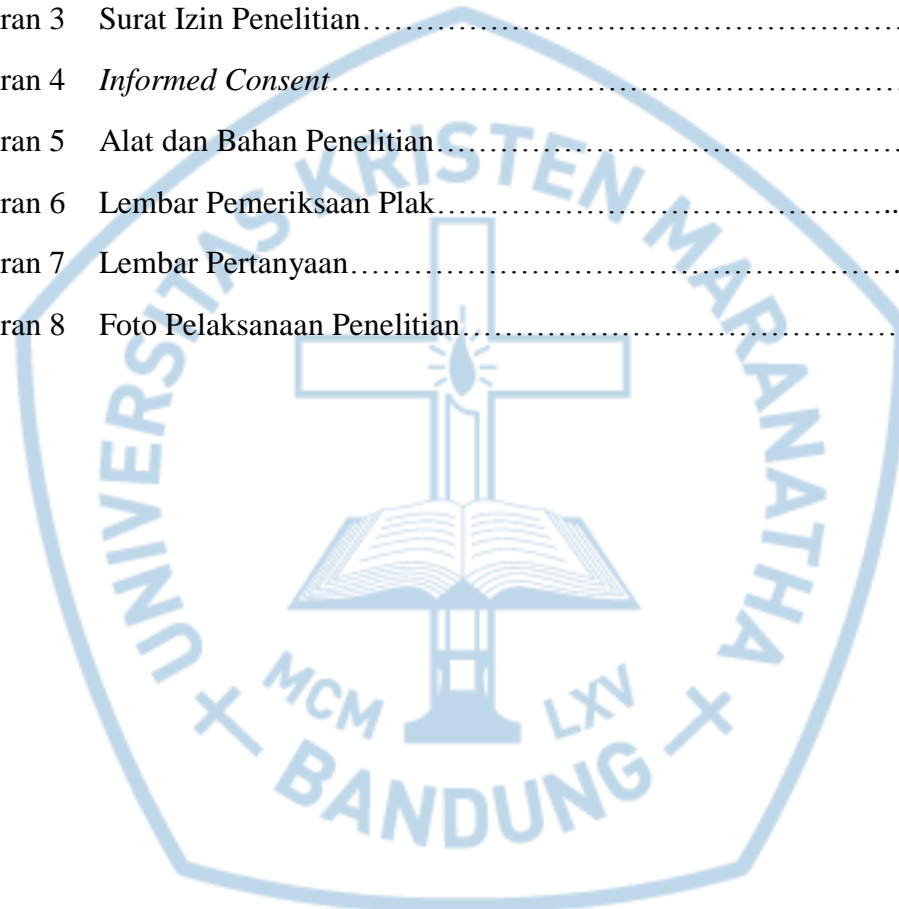 ran 3 Surat Izin Penelitian……………………………………………………
ran 4 Informed Consent………………………………………………………
ran 5 Alat dan Bahan Penelitian……………………………………………
ran 6 Lembar Pemeriksaan Plak…………………………………………..
ran 7 Lembar Pertanyaan…………………………………………………….
ran 8 Foto Pelaksanaan Penelitian…………………………………………
UNIVERSITAS KRISTEN MARANATHA
MCM LXV
BANDUNG